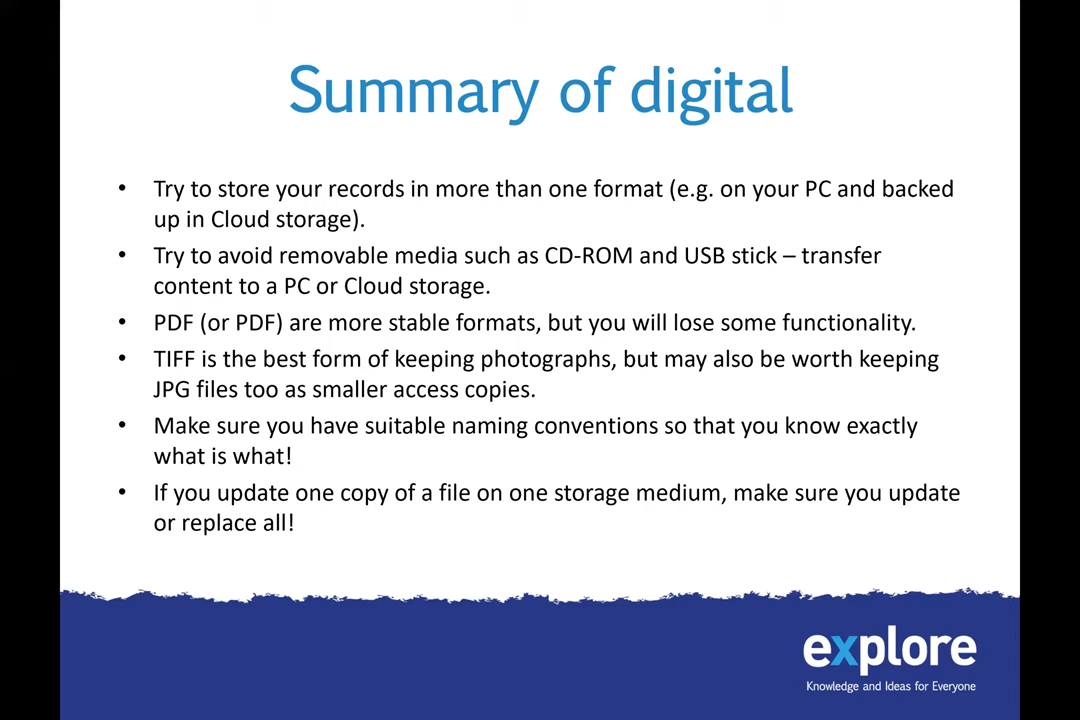 Summary of digital
• Try to store your records in more than one format (e.g. on your PC and backed
up in Cloud storage).
• Try to avoid removable media such as CD-ROM and USB stick – transfer
content to a PC or Cloud storage.
• PDF (or PDF) are more stable formats, but you will lose some functionality.
• TIFF is the best form of keeping photographs, but may also be worth keeping
JPG files too as smaller access copies.
• Make sure you have suitable naming conventions so that you know exactly
what is what!
• If you update one copy of a file on one storage medium, make sure you update
or replace all!
explore
Knowledge and Ideas for Everyone